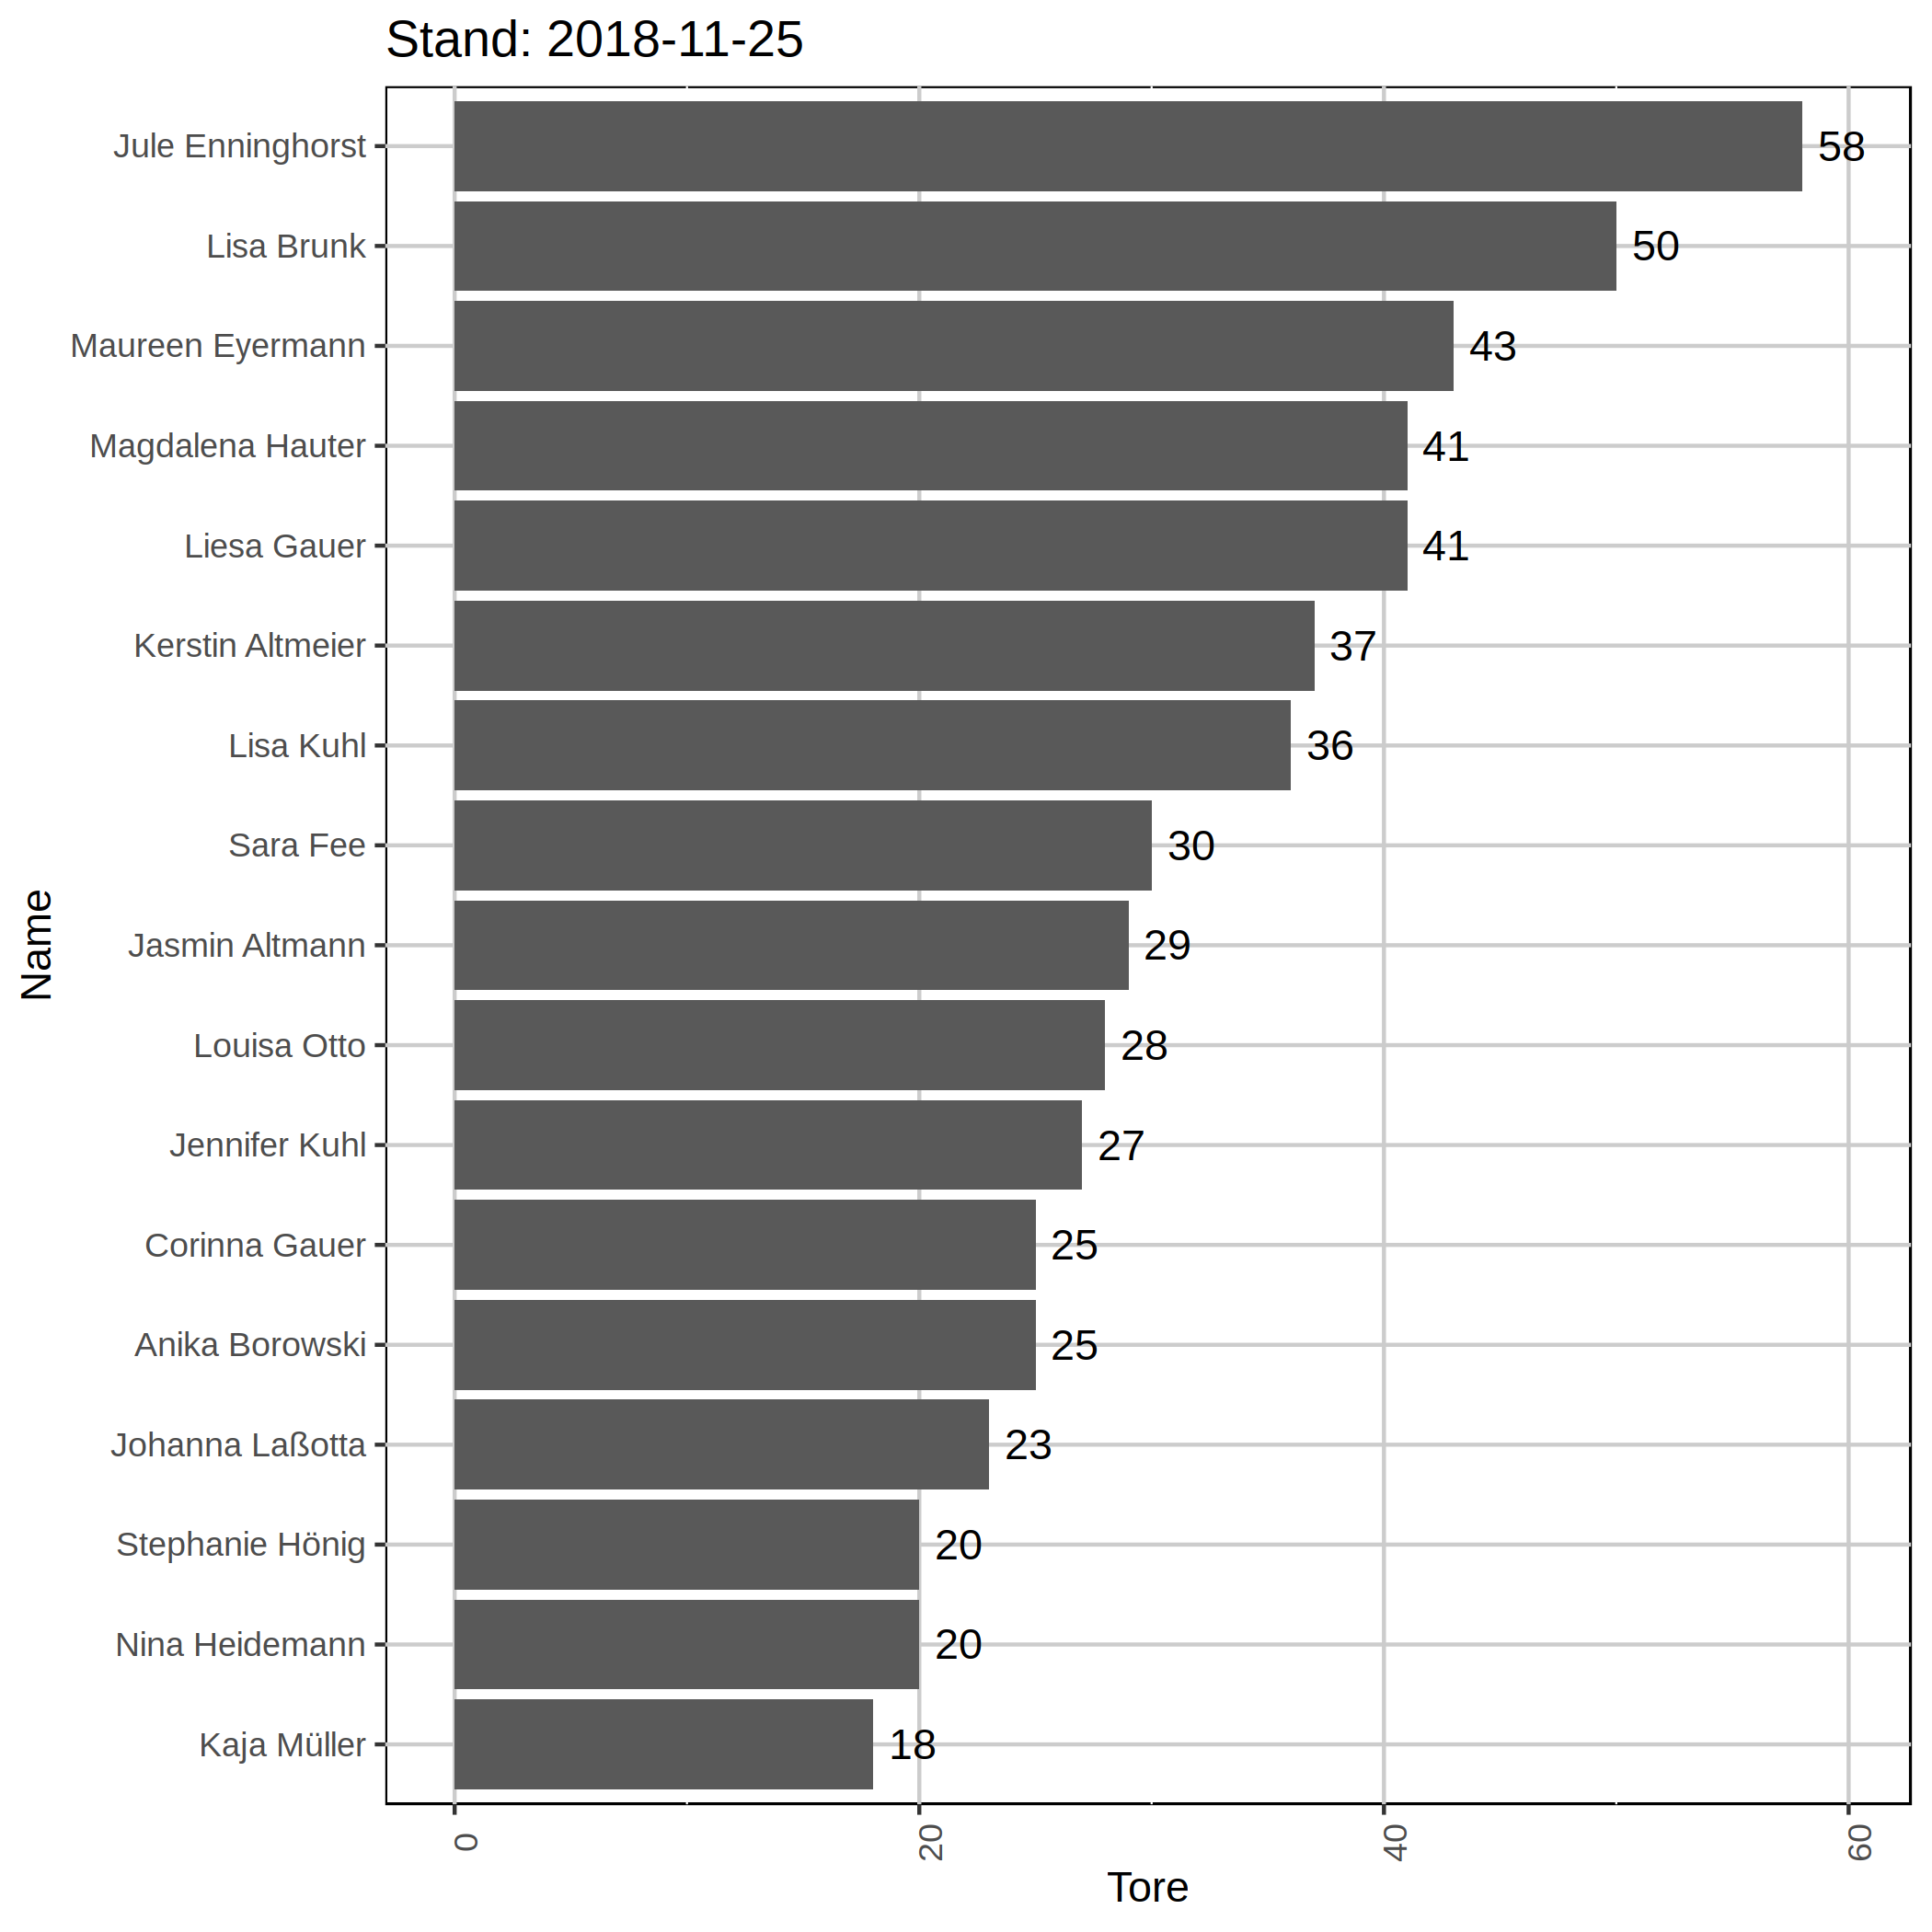 Stand: 2018-11-25
Jule Enninghorst 58
Lisa Brunk 50
Maureen Eyermann 43
Magdalena Hauter 41
Liesa Gauer 41
Kerstin Altmeier 37
Lisa Kuhl 36
Sara Fee 30
Jasmin Altmann 29
Louisa Otto 28
Jennifer Kuhl 27
Corinna Gauer 25
Anika Borowski 25
Johanna Laßotta 23
Stephanie Hönig 20
Nina Heidemann 20
Kaja Müller 18
Name
0 20 40 60
Tore